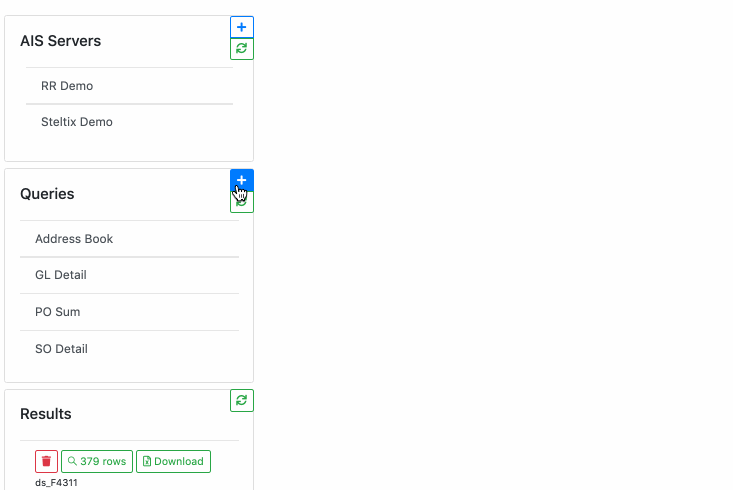 AIS Servers
RR Demo
Steltix Demo
Queries
Address Book
GL Detail
PO Sum
SO Detail
Results
379 rows Download
ds_F4311